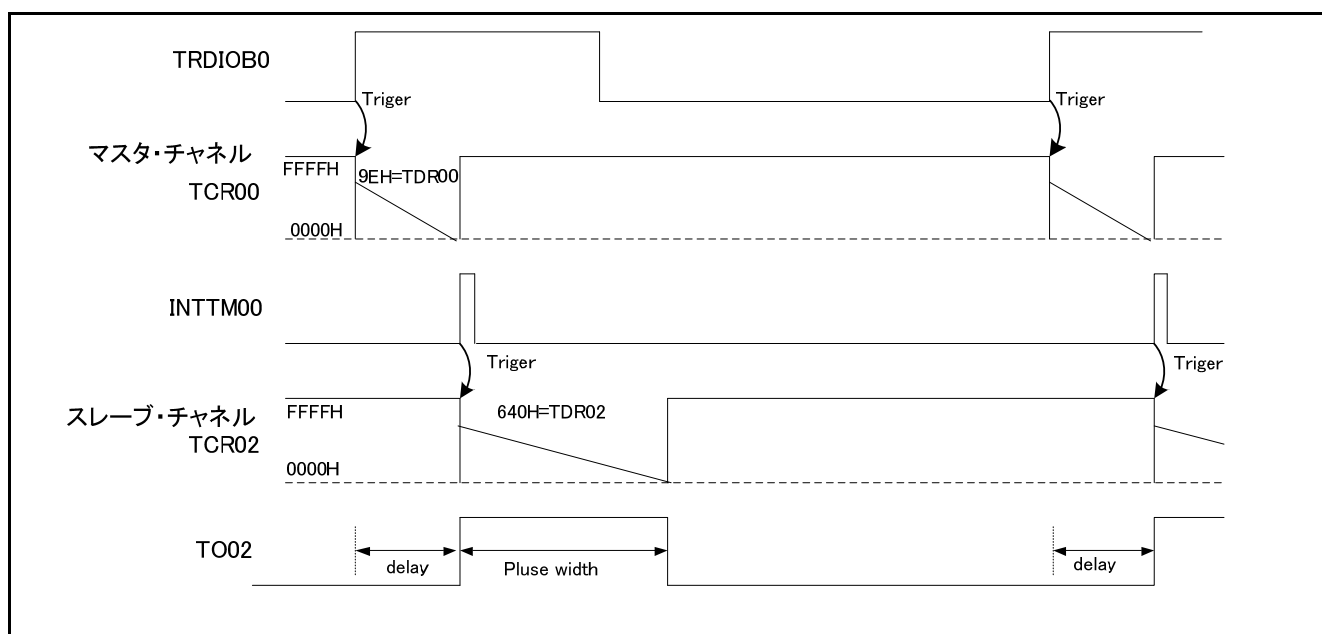 TRDIOB0
Triger
Triger
マスタ・チャネル
TCR00
FFFFH
9EH=TDR00
0000H
INTTM00
Triger
Triger
スレーブ・チャネル
TCR02
FFFFH
640H=TDR02
0000H
TO02
delay
Pluse width
delay